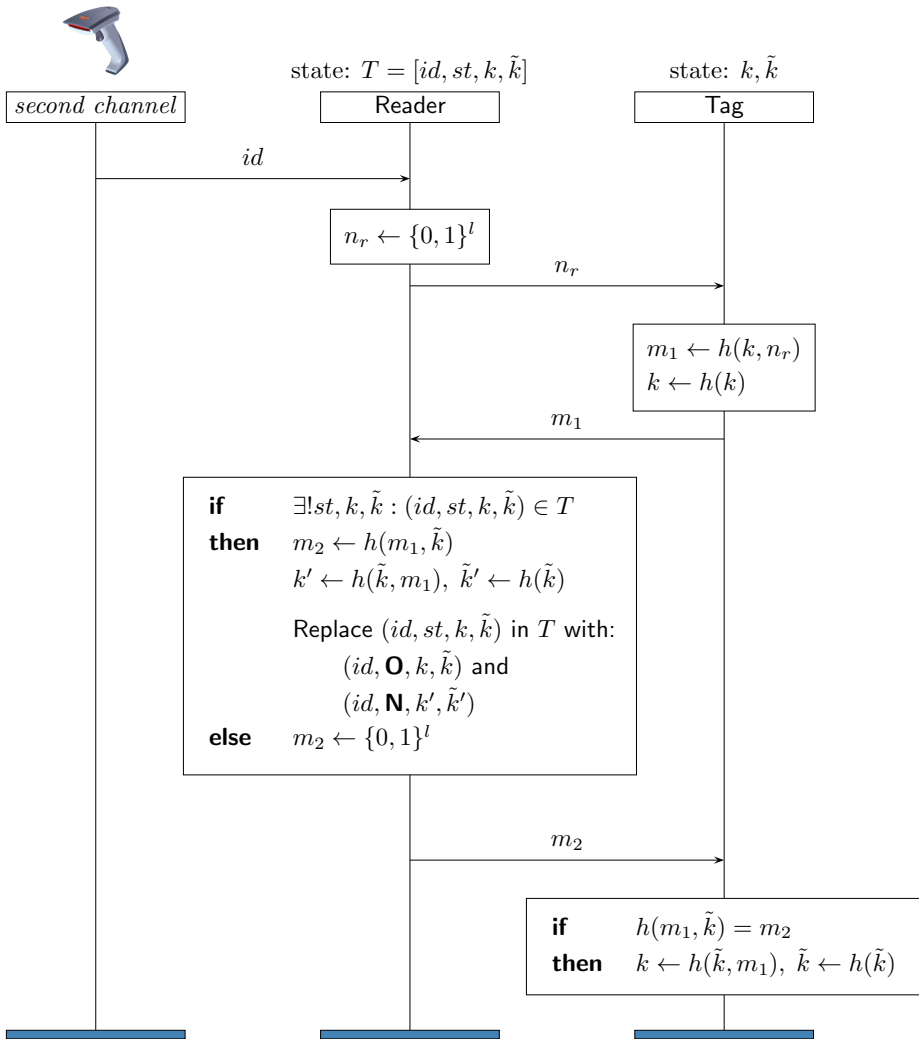 state: T = [id, st, k, k̃]
state: k, k̃
second channel
Reader
Tag
id
n_r ← {0, 1}^l
n_r
m_1 ← h(k, n_r)
k ← h(k)
m_1
if ∃!st, k, k̃ : (id, st, k, k̃) ∈ T
then m_2 ← h(m_1, k̃)
k′ ← h(k̃, m_1), k̃′ ← h(k̃)
Replace (id, st, k, k̃) in T with:
(id, O, k, k̃) and
(id, N, k′, k̃′)
else m_2 ← {0, 1}^l
m_2
if h(m_1, k̃) = m_2
then k ← h(k̃, m_1), k̃ ← h(k̃)